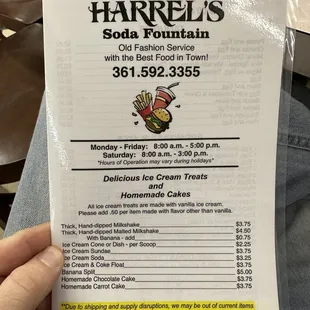 HARREL'S
Soda Fountain
Old Fashion Service
with the Best Food in Town!
361.592.3355
Monday - Friday: 8:00 a.m. - 5:00 p.m.
Saturday: 8:00 a.m. - 3:00 p.m.
*Hours of Operation may vary during holidays*
Delicious Ice Cream Treats
and
Homemade Cakes
All ice cream treats are made with vanilla ice cream.
Please add .50 per item made with flavor other than vanilla.
Thick, Hand-dipped Milkshake $3.75
Thick, Hand-dipped Malted Milkshake $4.50
With Banana - add $0.75
Ice Cream Cone or Dish - per Scoop $2.25
Ice Cream Sundae $3.75
Ice Cream Soda $3.25
Ice Cream & Coke Float $3.75
Banana Split $5.00
Homemade Chocolate Cake $3.75
Homemade Carrot Cake $3.75
*Due to shipping and supply disruptions, we may be out of current items